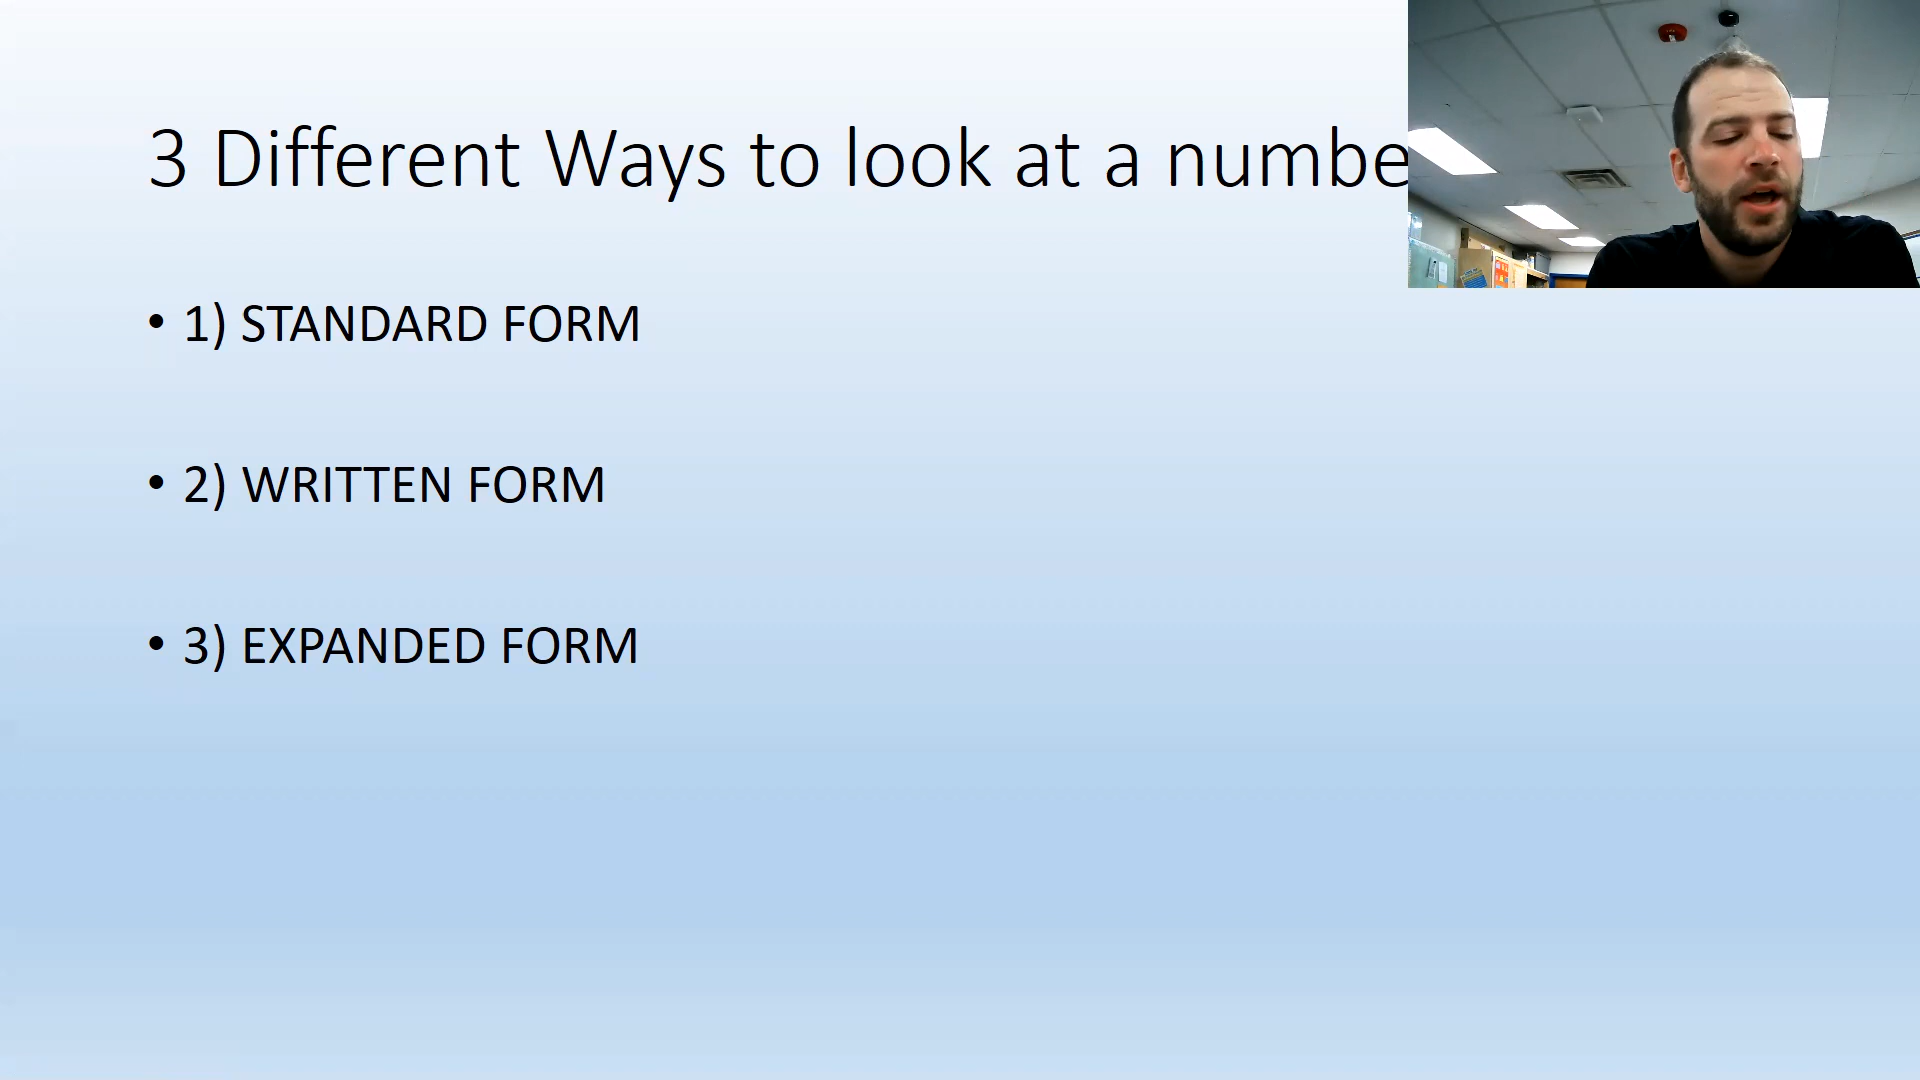 3 Different Ways to look at a numbe
• 1) STANDARD FORM
• 2) WRITTEN FORM
• 3) EXPANDED FORM